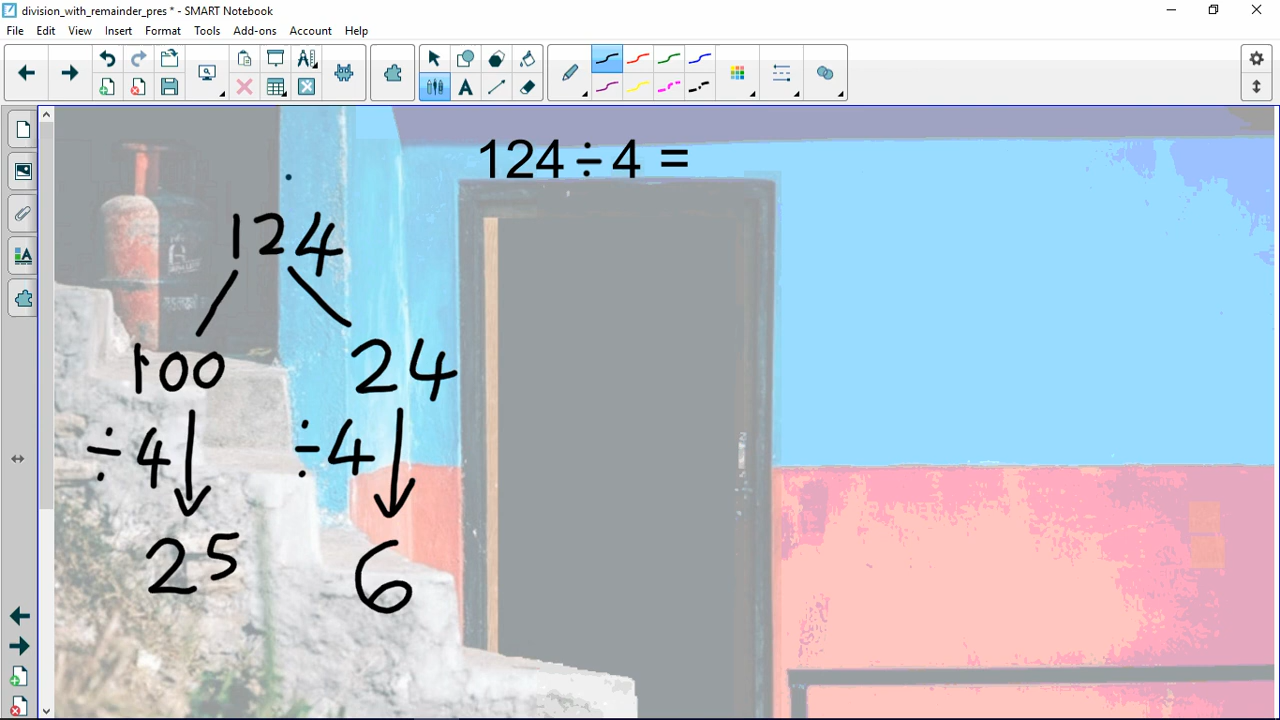 division_with_remainder_pres * - SMART Notebook
File Edit View Insert Format Tools Add-ons Account Help
124÷4 =
124
100 24
÷4 ÷4
25 6